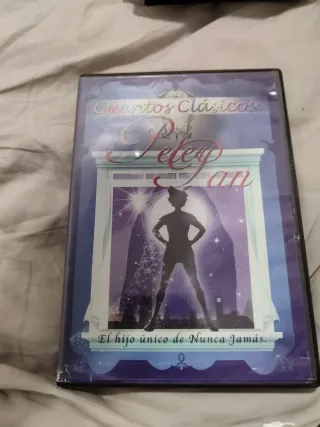 Cuentos Clásicos
Peter
Pan
El hijo único de Nunca Jamás.